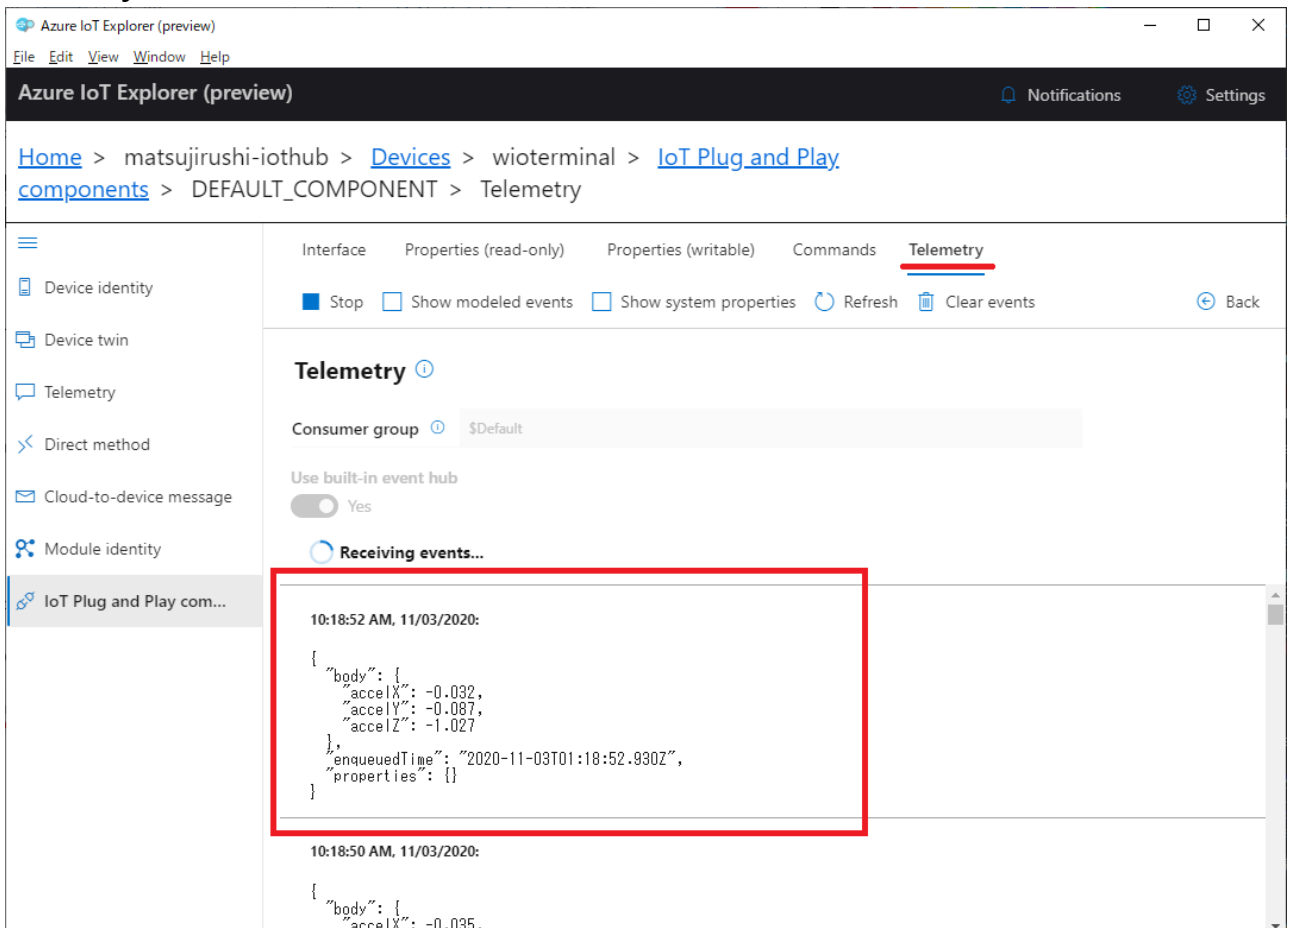 Azure IoT Explorer (preview)
File Edit View Window Help
Azure IoT Explorer (preview)
Notifications
Settings
Home > matsujirushi-iothub > Devices > wioterminal > IoT Plug and Play
components > DEFAULT_COMPONENT > Telemetry
Device identity
Device twin
Telemetry
Direct method
Cloud-to-device message
Module identity
IoT Plug and Play com...
Interface Properties (read-only) Properties (writable) Commands Telemetry
Stop Show modeled events Show system properties Refresh Clear events Back
Telemetry
Consumer group $Default
Use built-in event hub
Yes
Receiving events...
10:18:52 AM, 11/03/2020:
{
"body": {
"accelX": -0.032,
"accelY": -0.087,
"accelZ": -1.027
},
"enqueuedTime": "2020-11-03T01:18:52.930Z",
"properties": {}
}
10:18:50 AM, 11/03/2020:
{
"body": {
"accelX": -0.035,